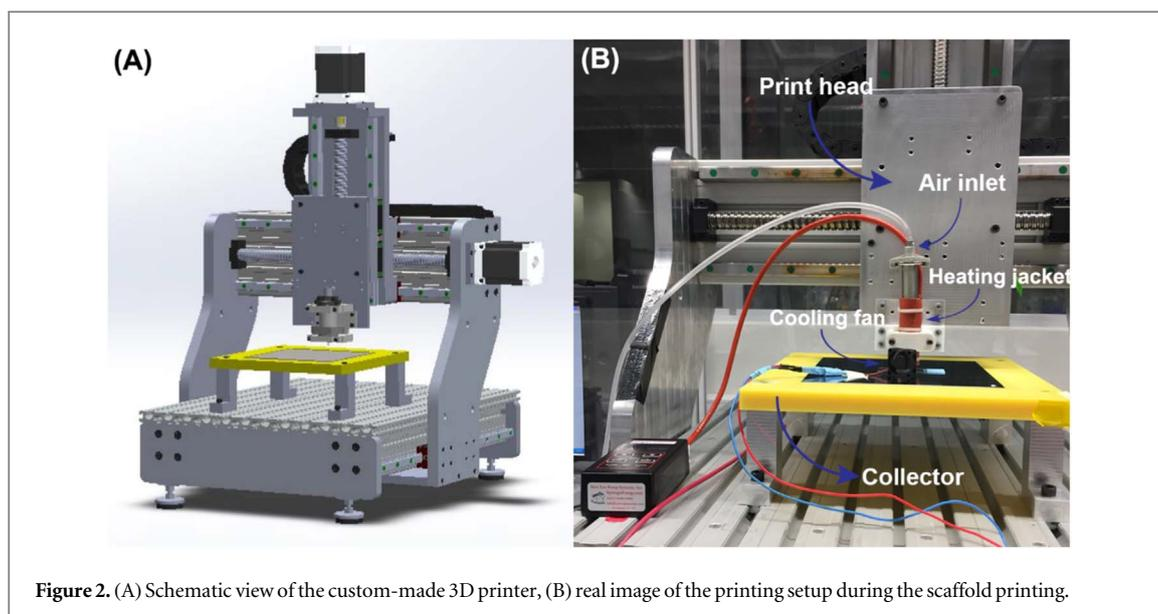 (A)
(B)
Print head
Air inlet
Heating jacket
Cooling fan
Collector
Figure 2. (A) Schematic view of the custom-made 3D printer, (B) real image of the printing setup during the scaffold printing.